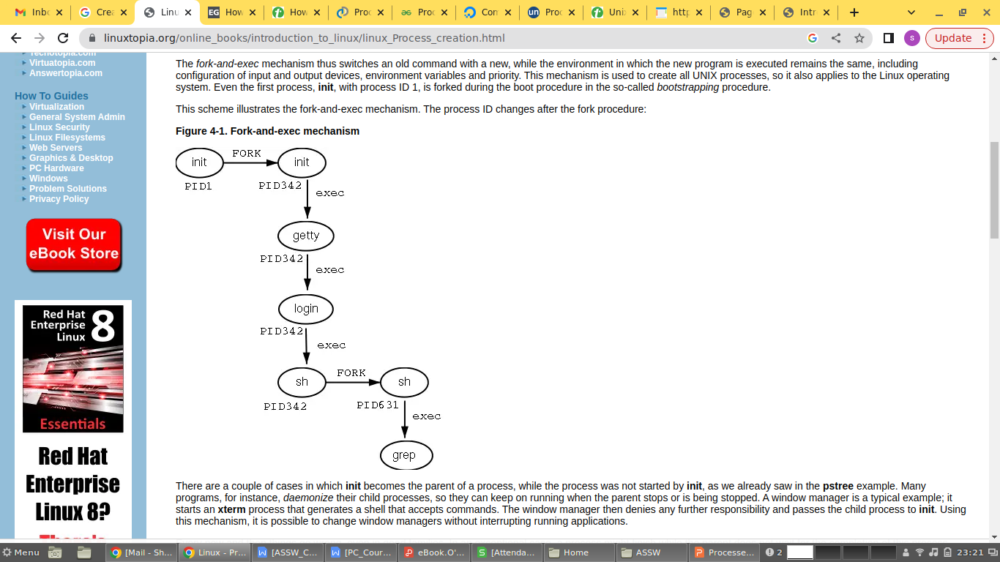 Inbc
Crea
Linu
EG How
How
Proc
Proc
Com
un Proc
Unix
http
Pag
Intr
linuxtopia.org/online_books/introduction_to_linux/linux_Process_creation.html
s
Update
Techotopia.com
Virtuatopia.com
Answertopia.com
How To Guides
Virtualization
General System Admin
Linux Security
Linux Filesystems
Web Servers
Graphics & Desktop
PC Hardware
Windows
Problem Solutions
Privacy Policy
Visit Our
eBook Store
Red Hat
Enterprise
Linux 8
Essentials
Red Hat
Enterprise
Linux 8?
There's
The fork-and-exec mechanism thus switches an old command with a new, while the environment in which the new program is executed remains the same, including
configuration of input and output devices, environment variables and priority. This mechanism is used to create all UNIX processes, so it also applies to the Linux operating
system. Even the first process, init, with process ID 1, is forked during the boot procedure in the so-called bootstrapping procedure.
This scheme illustrates the fork-and-exec mechanism. The process ID changes after the fork procedure:
Figure 4-1. Fork-and-exec mechanism
init FORK init
PID1 PID342
exec
getty
PID342
exec
login
PID342
exec
sh FORK sh
PID342 PID631
exec
grep
There are a couple of cases in which init becomes the parent of a process, while the process was not started by init, as we already saw in the pstree example. Many
programs, for instance, daemonize their child processes, so they can keep on running when the parent stops or is being stopped. A window manager is a typical example; it
starts an xterm process that generates a shell that accepts commands. The window manager then denies any further responsibility and passes the child process to init. Using
this mechanism, it is possible to change window managers without interrupting running applications.
Menu
[Mail - Sh...
Linux - Pr...
[ASSW_C...
[PC_Cour...
eBook.O'...
[Attenda...
Home
ASSW
Processe...
2
23:21